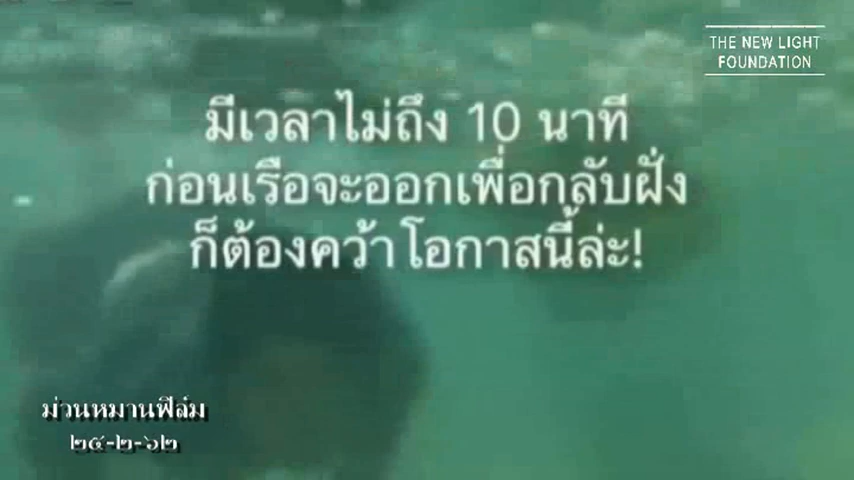 THE NEW LIGHT
FOUNDATION
มีเวลาไม่ถึง 10 นาที
ก่อนเรือจะออกเพื่อกลับฝั่ง
ก็ต้องคว้าโอกาสนี้ล่ะ!
ม่วนหมานฟิล์ม
๒๔-๒-๖๒